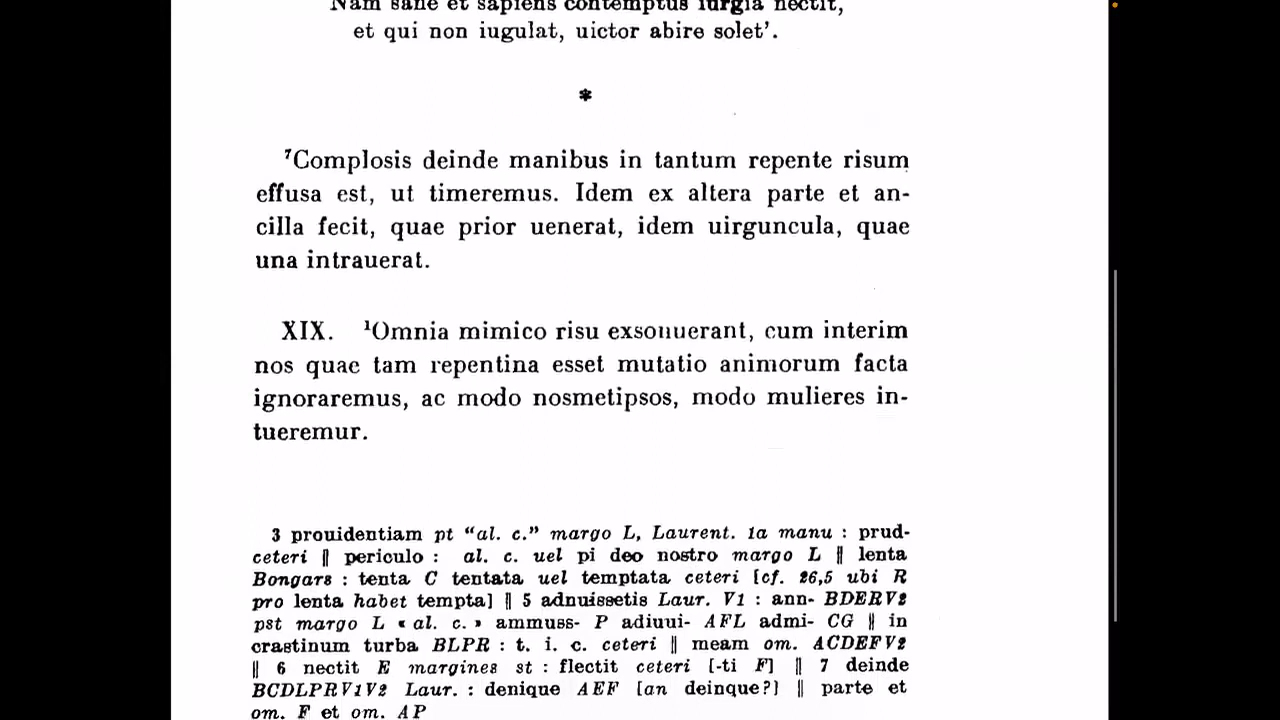 Nam sane et sapiens contemptus iurgia nectit,
et qui non iugulat, uictor abire solet’.
*
⁷Complosis deinde manibus in tantum repente risum
effusa est, ut timeremus. Idem ex altera parte et an-
cilla fecit, quae prior uenerat, idem uirguncula, quae
una intrauerat.
XIX. ¹Omnia mimico risu exsonuerant, cum interim
nos quae tam repentina esset mutatio animorum facta
ignoraremus, ac modo nosmetipsos, modo mulieres in-
tueremur.
3 prouidentiam pt “al. c.” margo L, Laurent. 1a manu : prud-
ceteri ‖ periculo : al. c. uel pi deo nostro margo L ‖ lenta
Bongars : tenta C tentata uel temptata ceteri [cf. 26,5 ubi R
pro lenta habet tempta] ‖ 5 adnuissetis Laur. V1 : ann- BDERV2
pst margo L « al. c. » ammuss- P adiuui- AFL admi- CG ‖ in
crastinum turba BLPR : t. i. c. ceteri ‖ meam om. ACDEFV2
‖ 6 nectit E margines st : flectit ceteri [-ti F] ‖ 7 deinde
BCDLPRV1V2 Laur. : denique AEF [an deinque?] ‖ parte et
om. F et om. AP